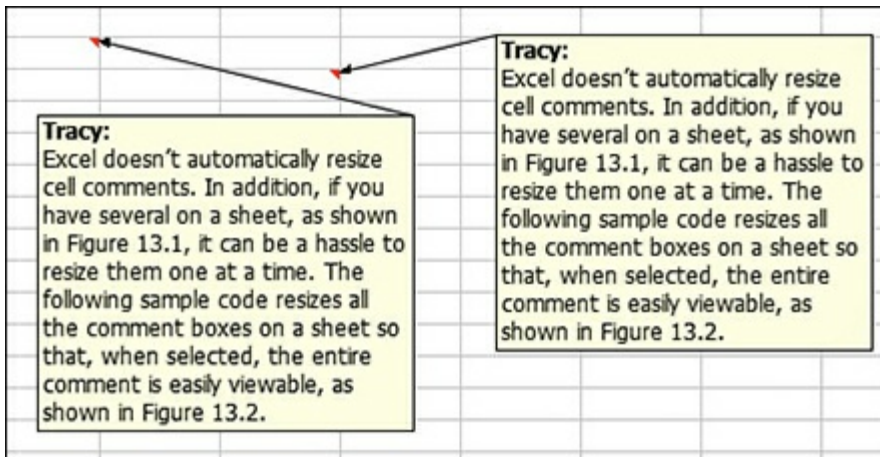 Tracy:
Excel doesn't automatically resize
cell comments. In addition, if you
have several on a sheet, as shown
in Figure 13.1, it can be a hassle to
resize them one at a time. The
following sample code resizes all
the comment boxes on a sheet so
that, when selected, the entire
comment is easily viewable, as
shown in Figure 13.2.
Tracy:
Excel doesn't automatically resize
cell comments. In addition, if you
have several on a sheet, as shown
in Figure 13.1, it can be a hassle to
resize them one at a time. The
following sample code resizes all
the comment boxes on a sheet so
that, when selected, the entire
comment is easily viewable, as
shown in Figure 13.2.